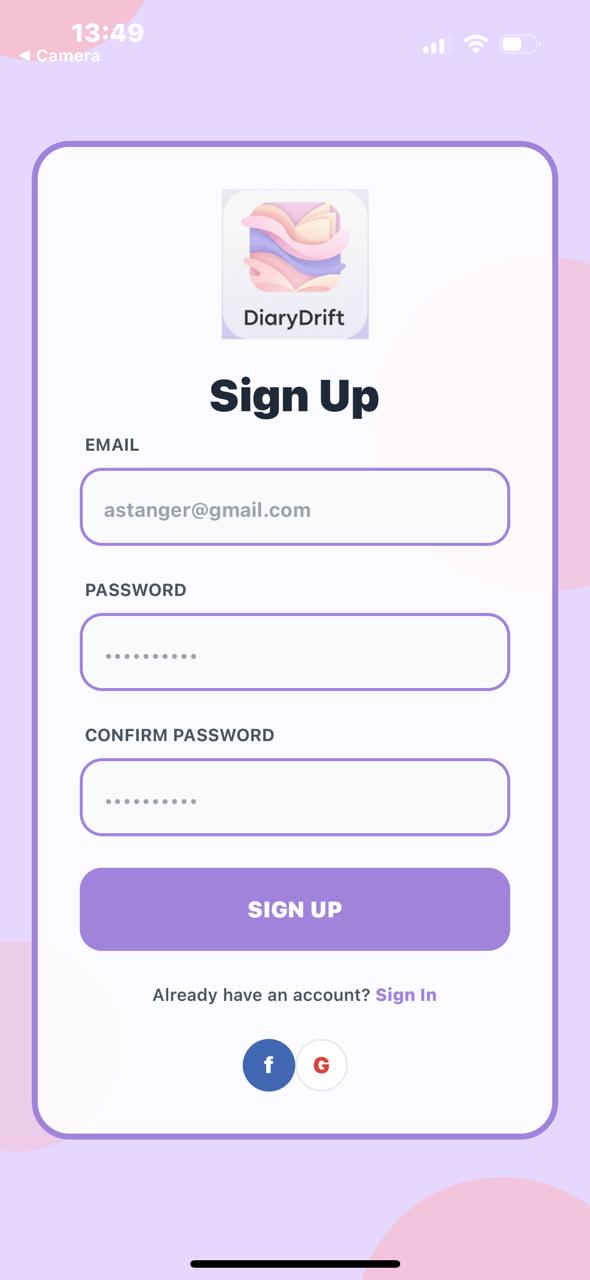 13:49
◀ Camera
DiaryDrift
Sign Up
EMAIL
astanger@gmail.com
PASSWORD
••••••••••
CONFIRM PASSWORD
••••••••••
SIGN UP
Already have an account? Sign In
f G